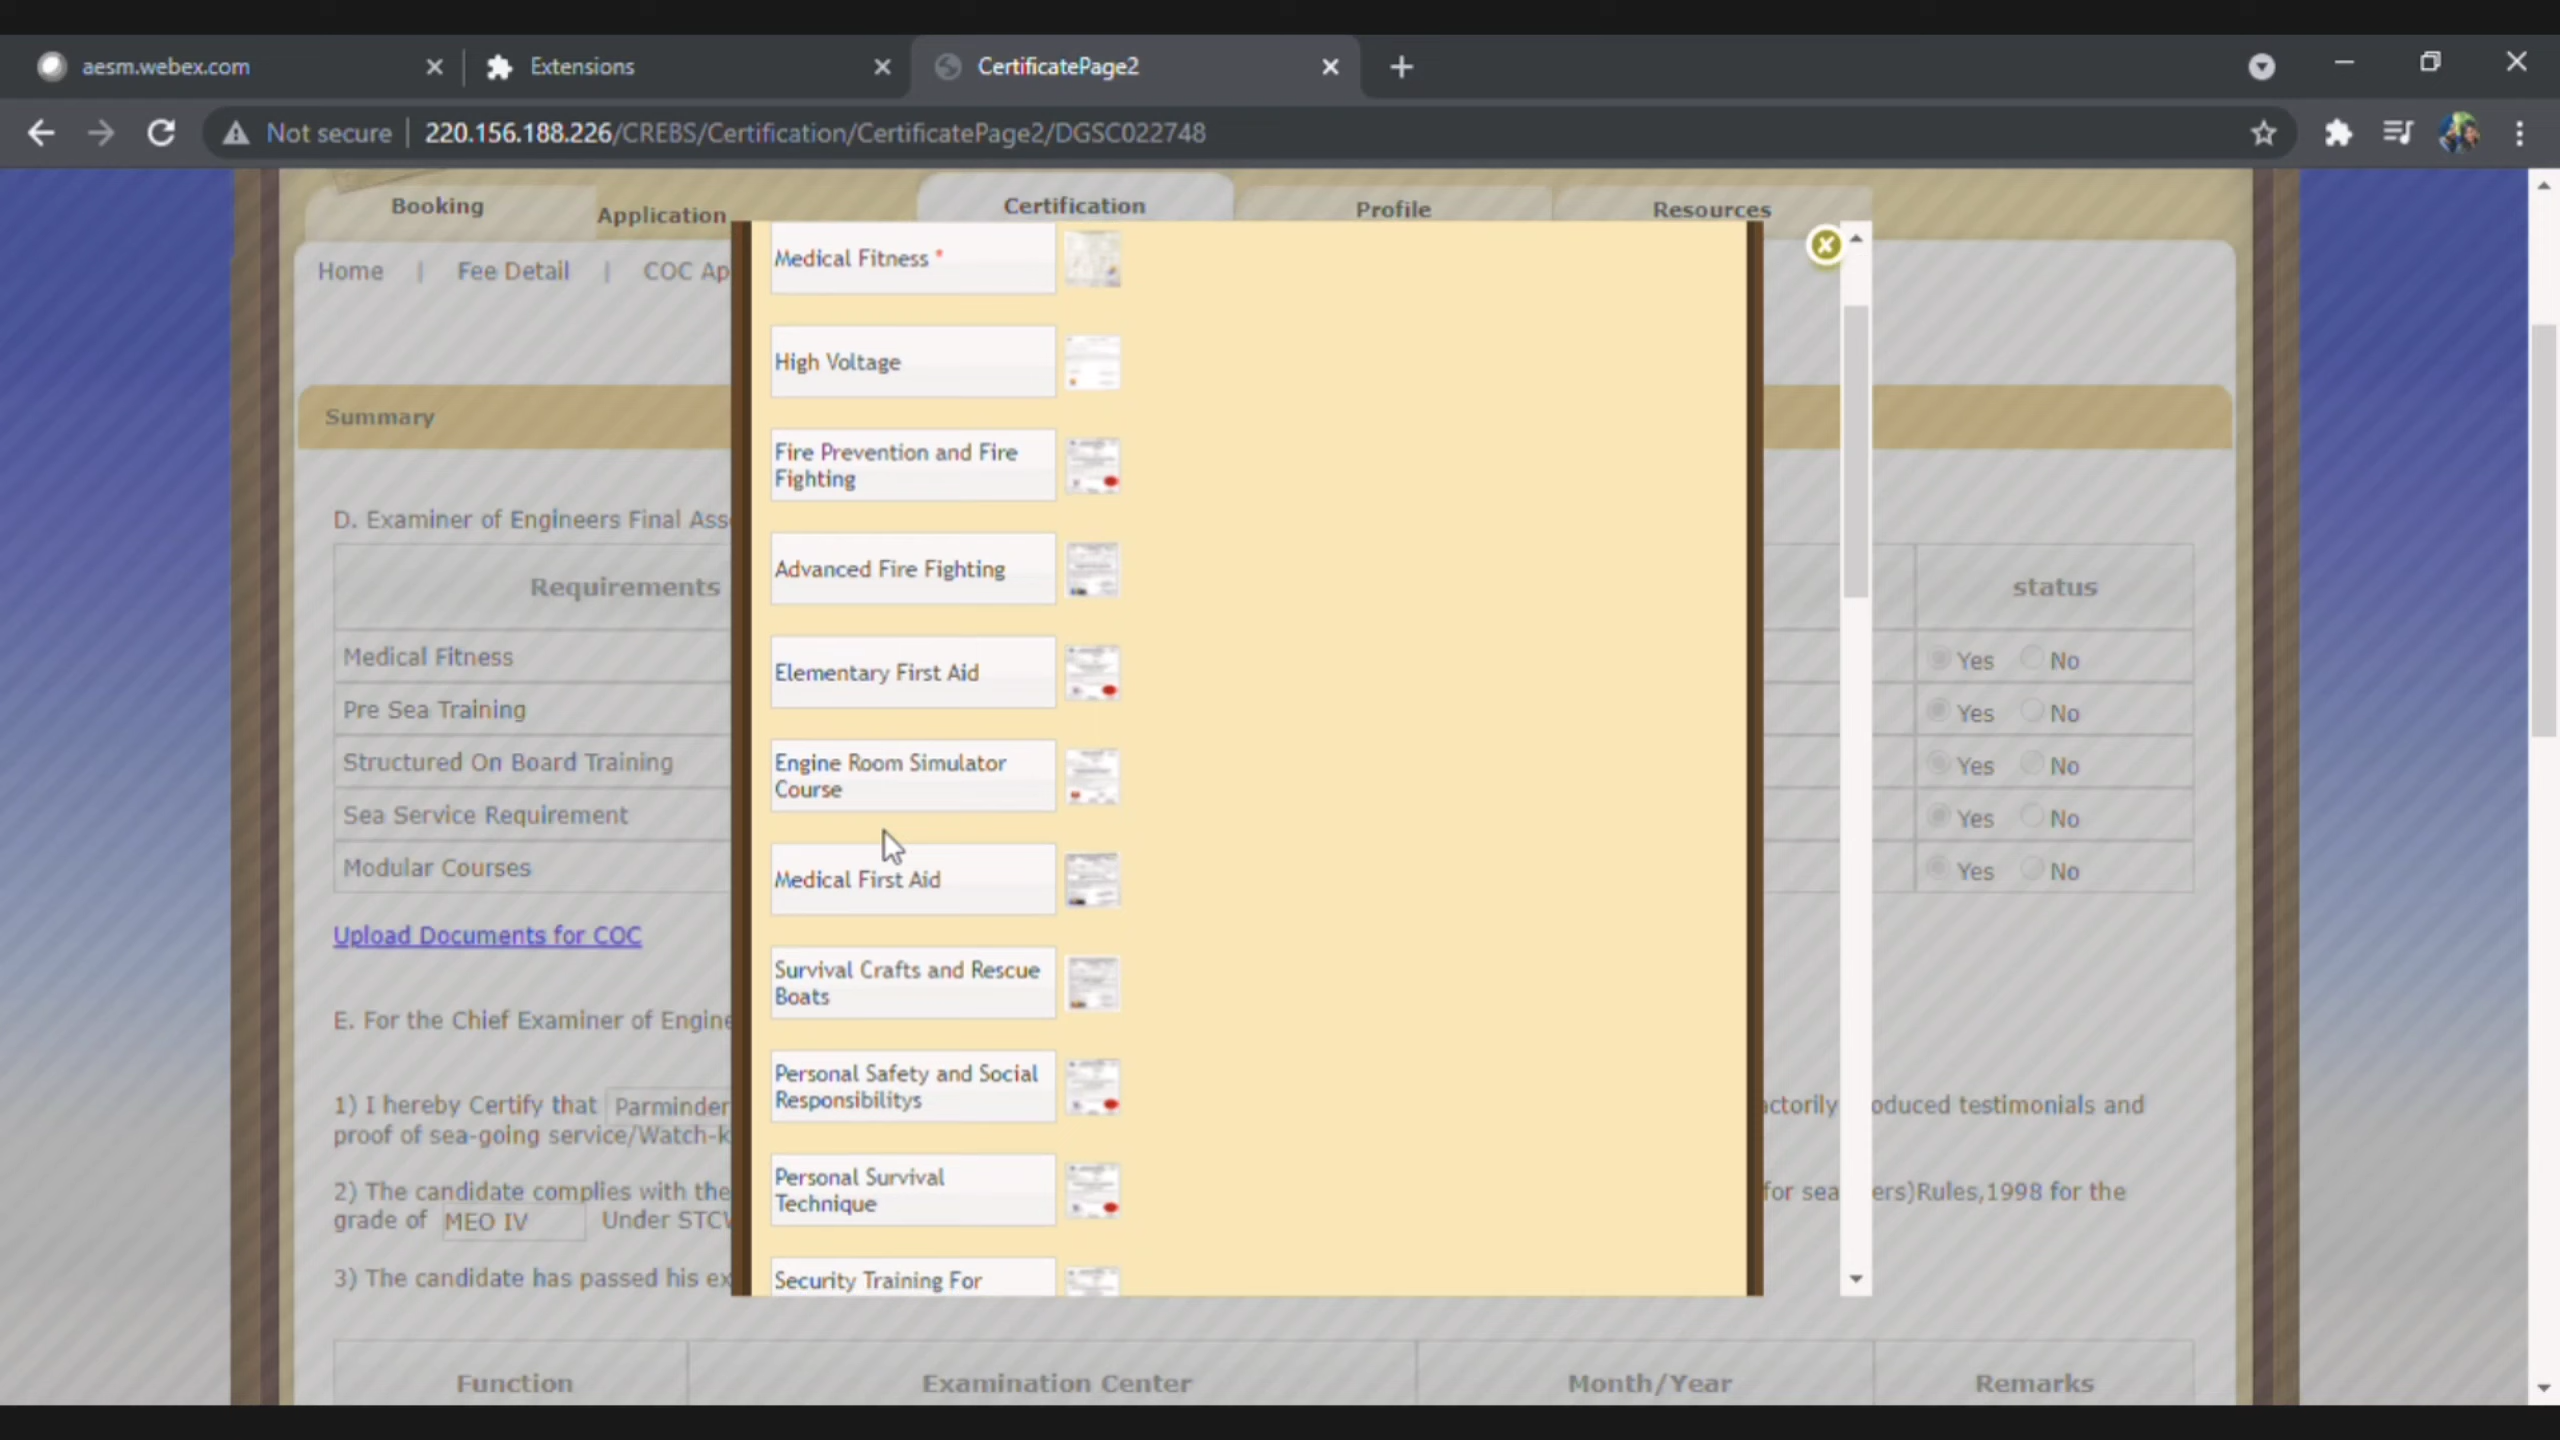 aesm.webex.com
Extensions
CertificatePage2
Not secure
220.156.188.226/CREBS/Certification/CertificatePage2/DGSC022748
Booking
Application
Certification
Profile
Resources
Home | Fee Detail | COC Ap
Summary
D. Examiner of Engineers Final Ass
Requirements
status
Medical Fitness
Yes No
Pre Sea Training
Yes No
Structured On Board Training
Yes No
Sea Service Requirement
Yes No
Modular Courses
Yes No
Upload Documents for COC
E. For the Chief Examiner of Engine
1) I hereby Certify that Parminder
actorily oduced testimonials and
proof of sea-going service/Watch-k
2) The candidate complies with the
for sea ers)Rules,1998 for the
grade of MEO IV Under STCW
3) The candidate has passed his ex
Function
Examination Center
Month/Year
Remarks
Medical Fitness *
High Voltage
Fire Prevention and Fire
Fighting
Advanced Fire Fighting
Elementary First Aid
Engine Room Simulator
Course
Medical First Aid
Survival Crafts and Rescue
Boats
Personal Safety and Social
Responsibilitys
Personal Survival
Technique
Security Training For